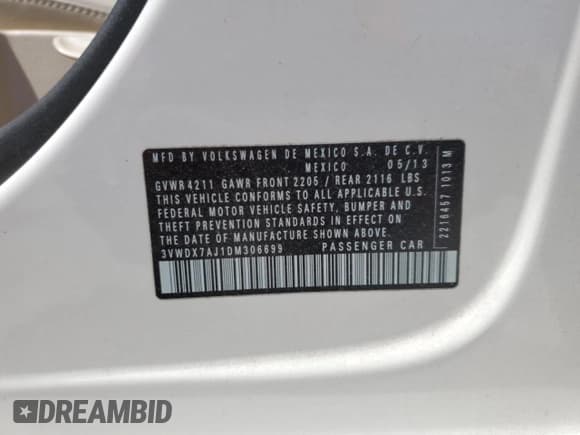 MFD BY VOLKSWAGEN DE MEXICO S.A. DE C.V.
MEXICO 05/13
GVWR 4211 GAWR FRONT 2205 / REAR 2116 LBS
THIS VEHICLE CONFORMS TO ALL APPLICABLE U.S.
FEDERAL MOTOR VEHICLE SAFETY, BUMPER AND
THEFT PREVENTION STANDARDS IN EFFECT ON
THE DATE OF MANUFACTURE SHOWN ABOVE.
3VWDX7AJ1DM306699 PASSENGER CAR
2216457 1013 M
DREAMBID